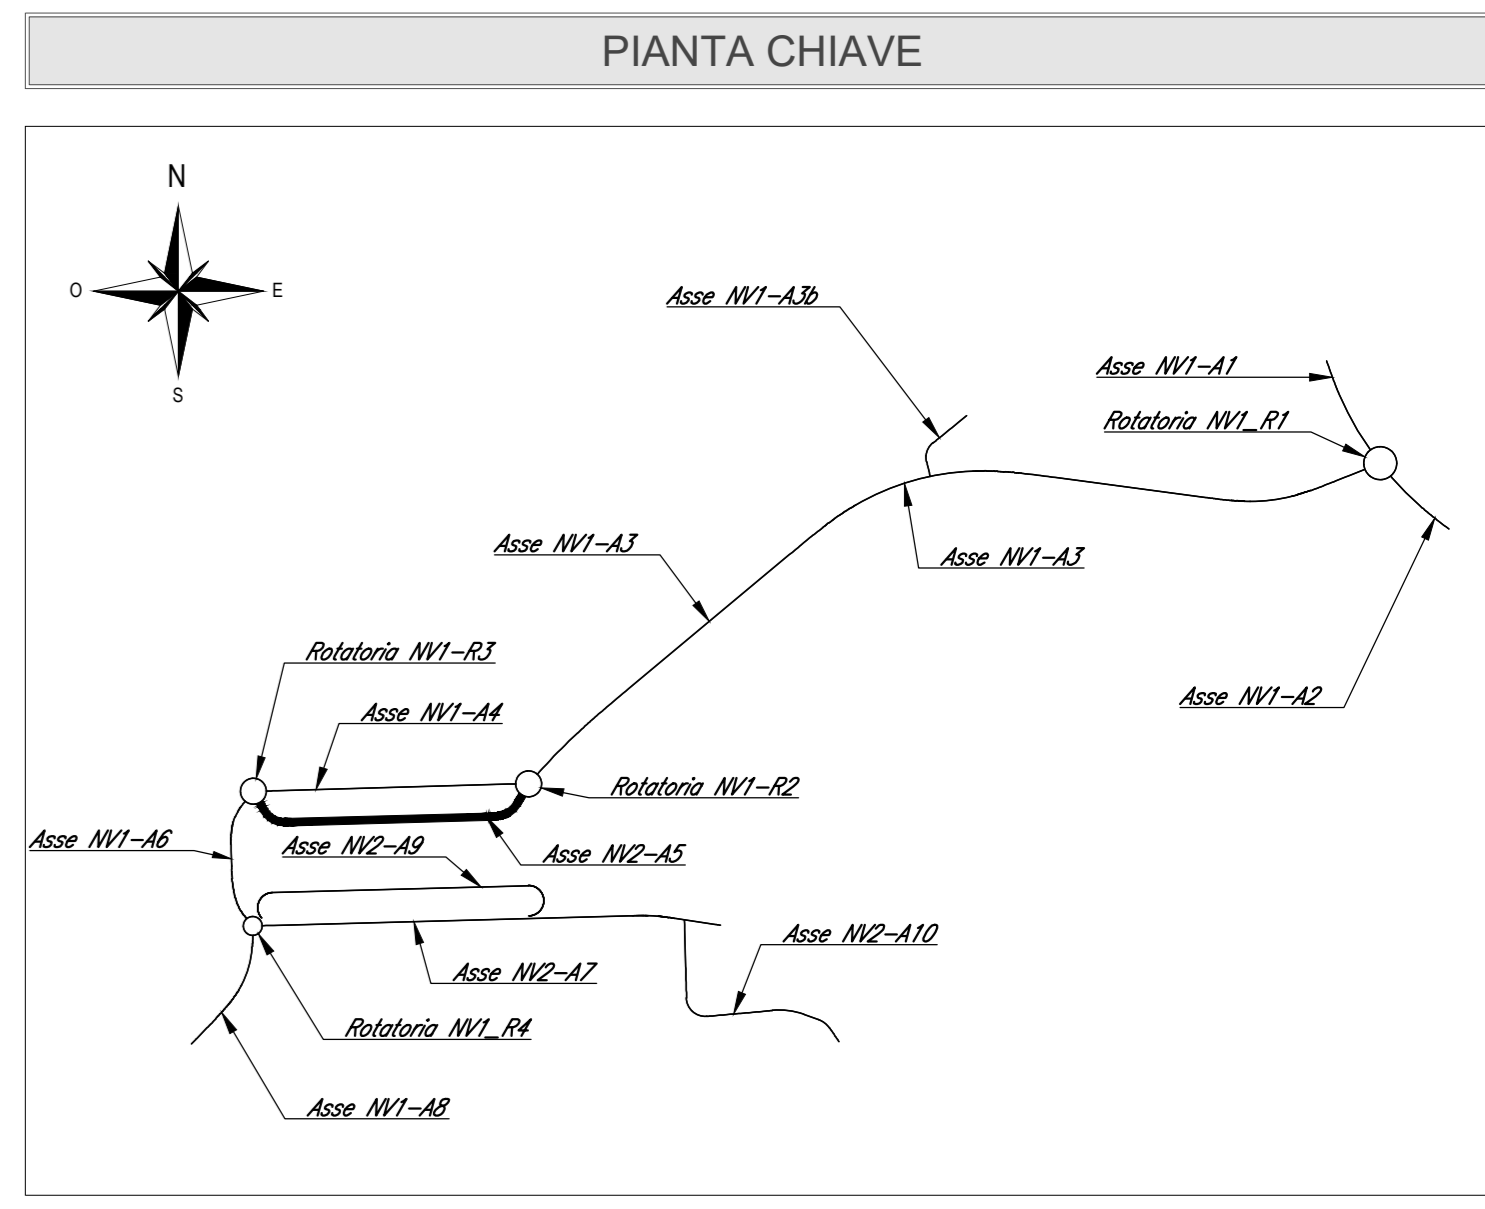 PIANTA CHIAVE
N
O
E
S
Asse NV1-A3b
Asse NV1-A1
Rotatoria NV1_R1
Asse NV1-A3
Asse NV1-A3
Rotatoria NV1-R3
Asse NV1-A2
Asse NV1-A4
Rotatoria NV1-R2
Asse NV1-A6
Asse NV2-A9
Asse NV2-A5
Asse NV2-A10
Asse NV2-A7
Rotatoria NV1_R4
Asse NV1-A8